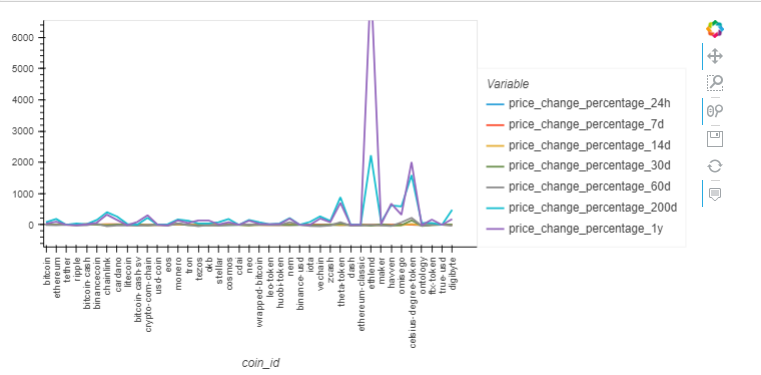 6000
5000
4000
3000
2000
1000
0
bitcoin
ethereum
tether
ripple
bitcoin-cash
binancecoin
chainlink
cardano
litecoin
bitcoin-cash-sv
crypto-com-chain
usd-coin
eos
monero
tron
tezos
okb
stellar
cosmos
cdai
neo
wrapped-bitcoin
leo-token
huobi-token
nem
binance-usd
iota
vechain
zcash
theta-token
dash
ethereum-classic
ethlend
maker
havven
omisego
celsius-degree-token
ontology
ftx-token
true-usd
digibyte
coin_id
Variable
price_change_percentage_24h
price_change_percentage_7d
price_change_percentage_14d
price_change_percentage_30d
price_change_percentage_60d
price_change_percentage_200d
price_change_percentage_1y